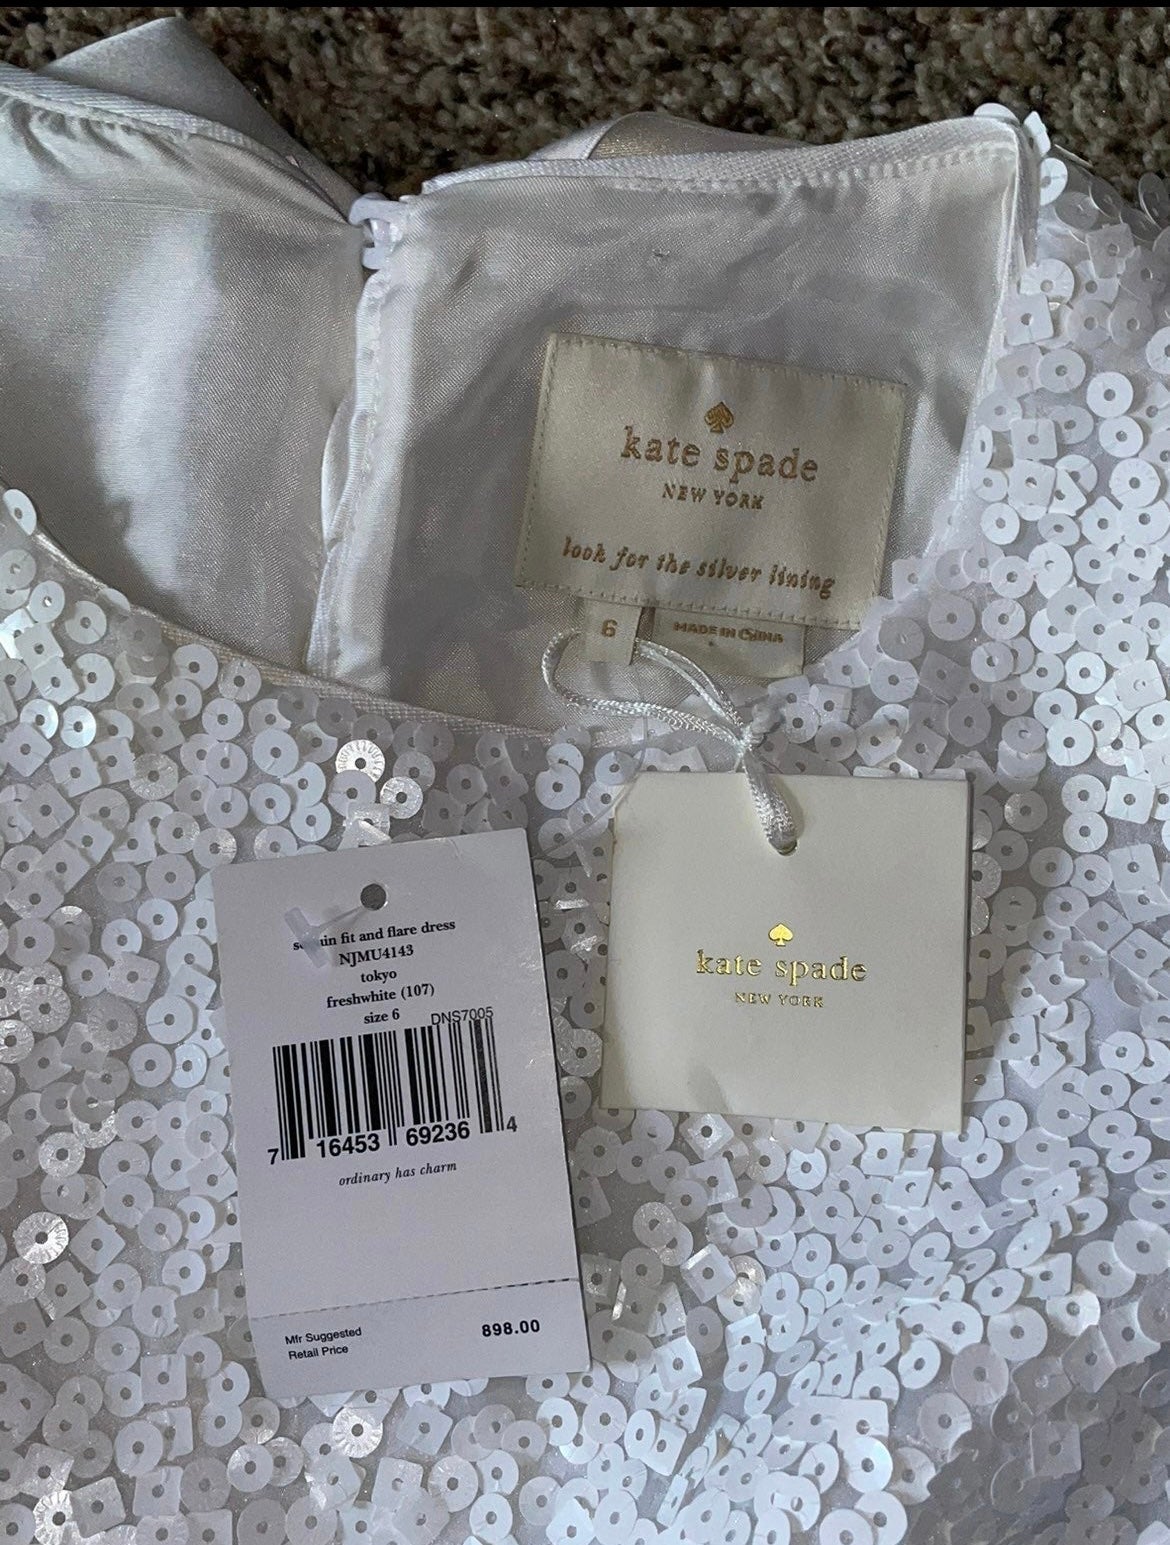 kate spade
NEW YORK
look for the silver lining
6
MADE IN CHINA
sequin fit and flare dress
NJMU4143
tokyo
freshwhite (107)
size 6
DNS7005
7 16453 69236 4
ordinary has charm
Mfr Suggested
Retail Price
898.00
kate spade
NEW YORK